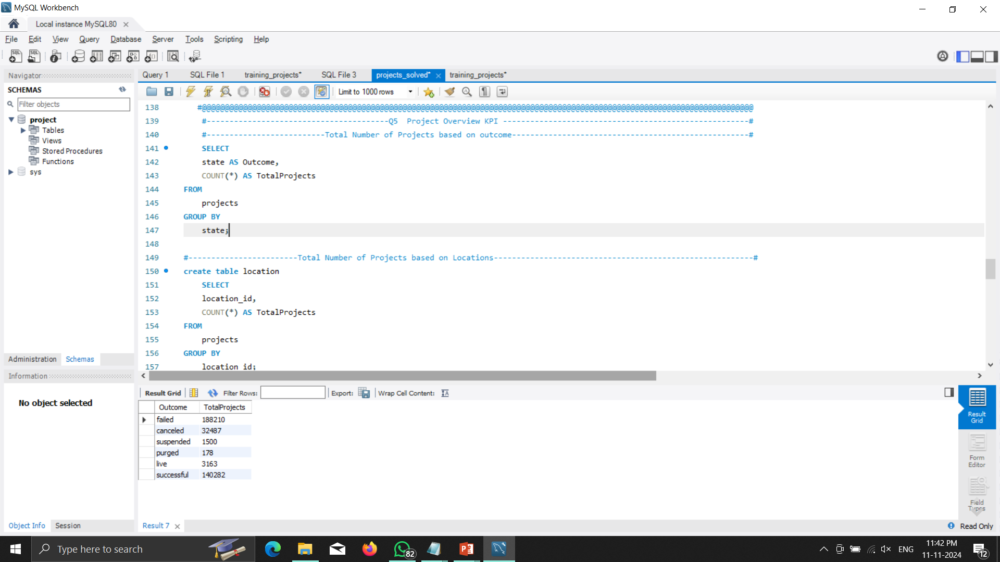 MySQL Workbench
Local instance MySQL80
File Edit View Query Database Server Tools Scripting Help
Navigator
SCHEMAS
Filter objects
project
Tables
Views
Stored Procedures
Functions
sys
Administration Schemas
Information
No object selected
Object Info Session
Query 1 SQL File 1 training_projects* SQL File 3 projects_solved* training_projects*
Limit to 1000 rows
138
139 #----------------------------------------Q5 Project Overview KPI ------------------------------------------------------#
140 #--------------------------Total Number of Projects based on outcome----------------------------------------------------#
141 SELECT
142 state AS Outcome,
143 COUNT(*) AS TotalProjects
144 FROM
145 projects
146 GROUP BY
147 state;
148
149 #------------------------Total Number of Projects based on Locations---------------------------------------------------------#
150 create table location
151 SELECT
152 location_id,
153 COUNT(*) AS TotalProjects
154 FROM
155 projects
156 GROUP BY
157 location_id;
Result Grid Filter Rows: Export: Wrap Cell Content:
Outcome TotalProjects
failed 188210
canceled 32487
suspended 1500
purged 178
live 3163
successful 140282
Result Grid
Form Editor
Field Types
Result 7
Read Only
Type here to search
82
ENG
11:42 PM
11-11-2024
12